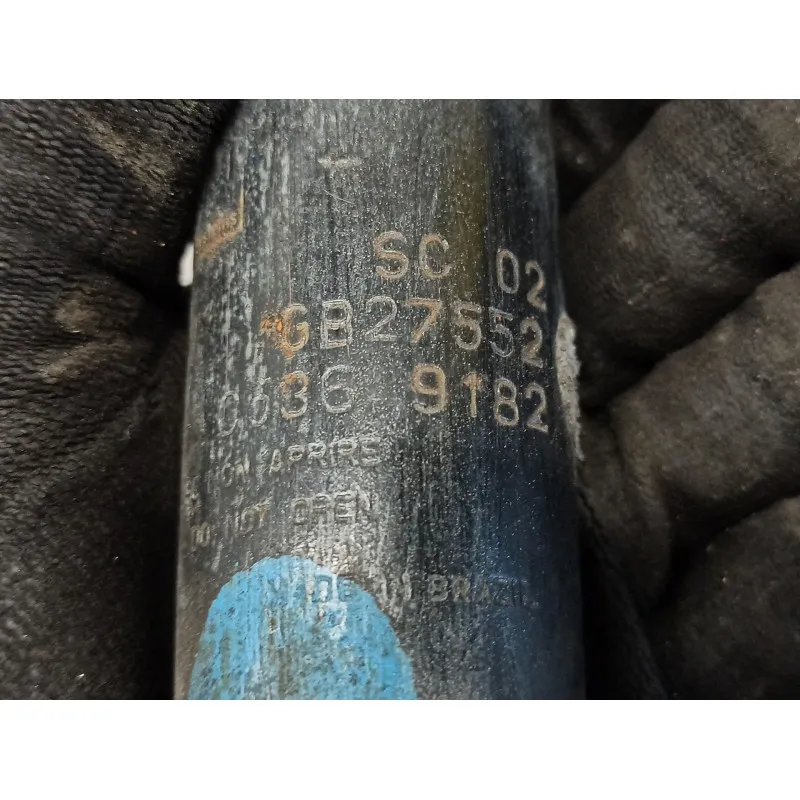 SC 02
GB27552
0036 9182
NON APRIRE
DO NOT OPEN
MADE IN BRAZIL